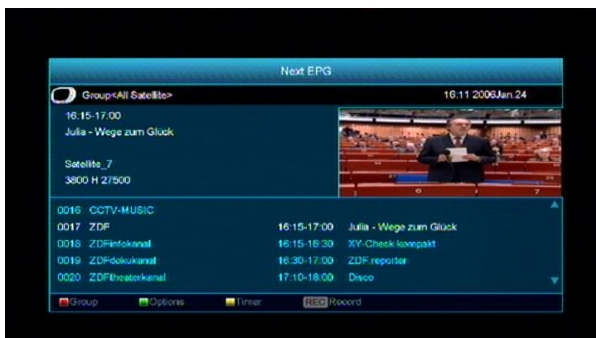 Next EPG
Group<All Satellite>
16:11 2006Jan.24
16:15-17:00
Julia - Wege zum Glück
Satellite_7
3800 H 27500
0016 CCTV-MUSIC
0017 ZDF 16:15-17:00 Julia - Wege zum Glück
0018 ZDFinfokanal 16:15-16:30 XY-Check kompakt
0019 ZDFdokukanal 16:30-17:00 ZDF.reporter
0020 ZDFtheaterkanal 17:10-18:00 Disco
Group Options Timer REC Record